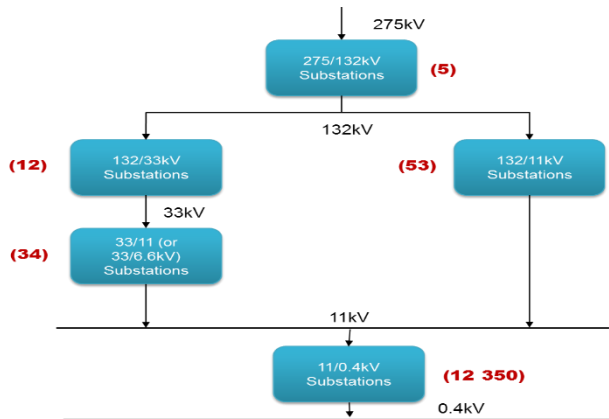 275kV
275/132kV
Substations
(5)
132kV
(12)
132/33kV
Substations
(53)
132/11kV
Substations
33kV
(34)
33/11 (or
33/6.6kV)
Substations
11kV
11/0.4kV
Substations
(12 350)
0.4kV